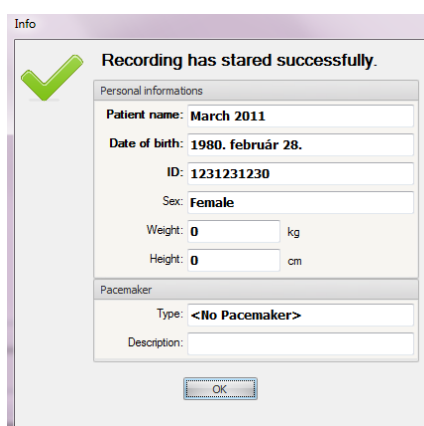 Info
Recording has stared successfully.
Personal informations
Patient name: March 2011
Date of birth: 1980. február 28.
ID: 1231231230
Sex: Female
Weight: 0 kg
Height: 0 cm
Pacemaker
Type: <No Pacemaker>
Description:
OK